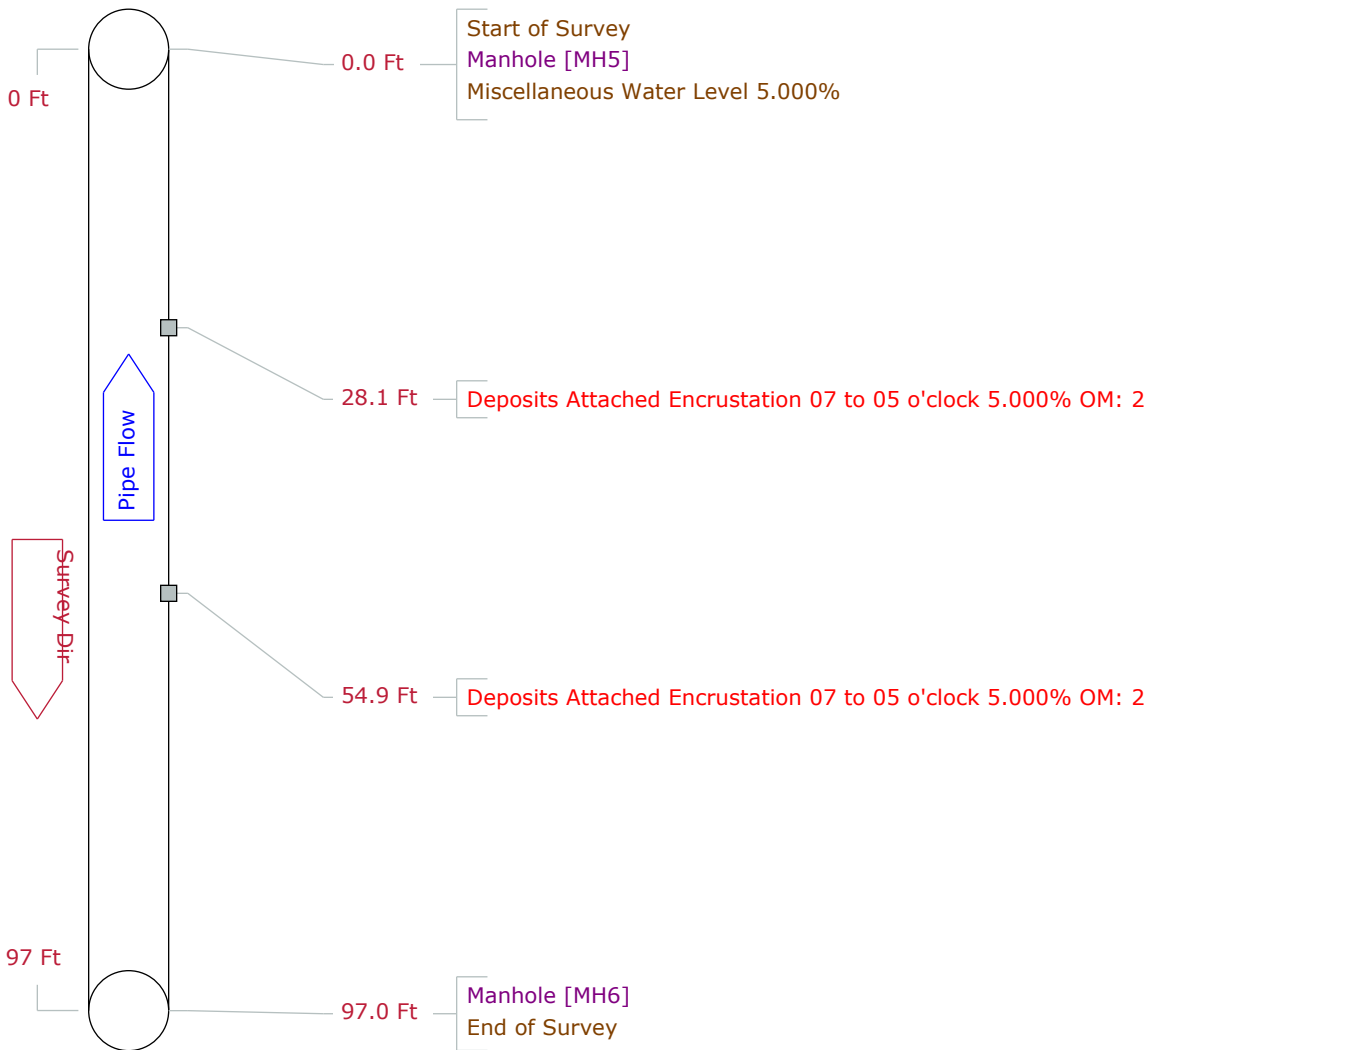 Start of Survey
0.0 Ft
Manhole [MH5]
0 Ft
Miscellaneous Water Level 5.000%
28.1 Ft
Deposits Attached Encrustation 07 to 05 o'clock 5.000% OM: 2
Pipe Flow
Survey Dir
54.9 Ft
Deposits Attached Encrustation 07 to 05 o'clock 5.000% OM: 2
97 Ft
97.0 Ft
Manhole [MH6]
End of Survey